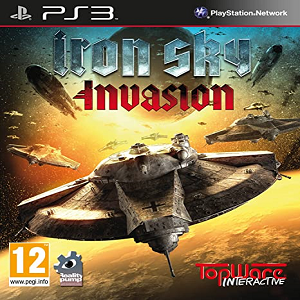 PS3
PlayStation Network
iron sky
Invasion
12
www.pegi.info
Reality
pump
TopWare
INTERACTIVE